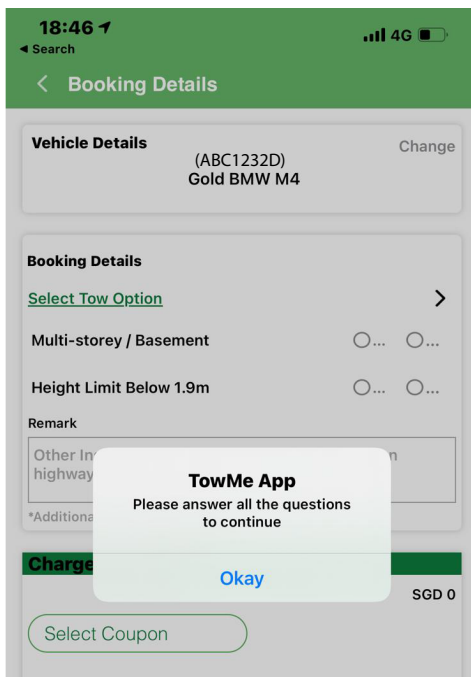 18:46
4G
Search
Booking Details
Vehicle Details
Change
(ABC1232D)
Gold BMW M4
Booking Details
Select Tow Option
Multi-storey / Basement
... ...
Height Limit Below 1.9m
... ...
Remark
Other
highway
TowMe App
Please answer all the questions
to continue
Okay
Charge
SGD 0
Select Coupon